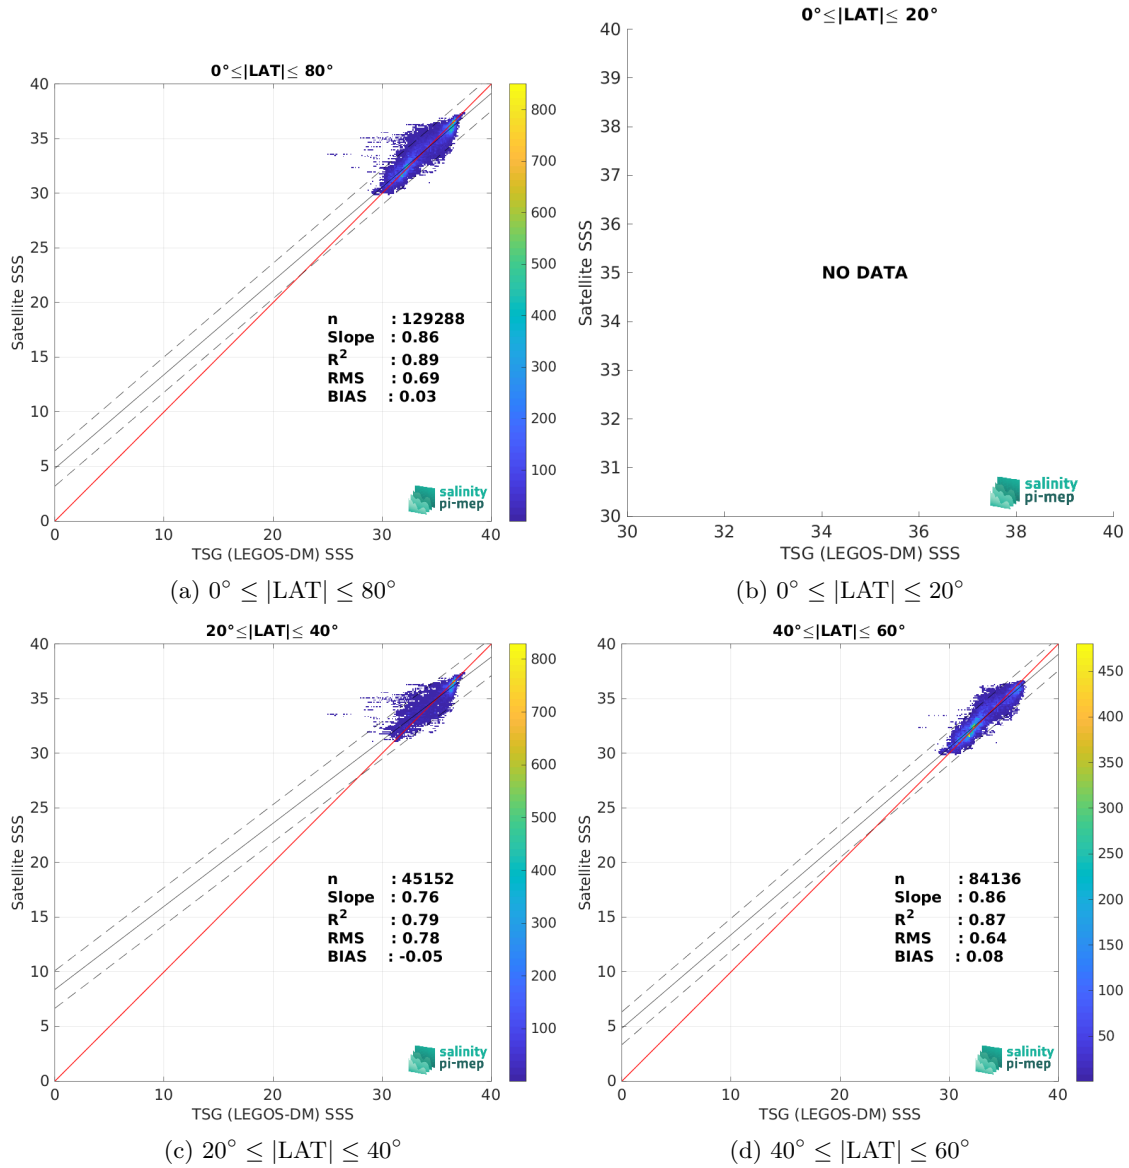 0°≤|LAT|≤ 80°
40
35
30
25
20
15
10
5
0
Satellite SSS
n : 129288
Slope : 0.86
R² : 0.89
RMS : 0.69
BIAS : 0.03
salinity
pi-mep
0 10 20 30 40
TSG (LEGOS-DM) SSS
800
700
600
500
400
300
200
100
(a) 0° ≤ |LAT| ≤ 80°
0°≤|LAT|≤ 20°
40
39
38
37
36
35
34
33
32
31
30
Satellite SSS
NO DATA
salinity
pi-mep
30 32 34 36 38 40
TSG (LEGOS-DM) SSS
(b) 0° ≤ |LAT| ≤ 20°
20°≤|LAT|≤ 40°
40
35
30
25
20
15
10
5
0
Satellite SSS
n : 45152
Slope : 0.76
R² : 0.79
RMS : 0.78
BIAS : -0.05
salinity
pi-mep
0 10 20 30 40
TSG (LEGOS-DM) SSS
800
700
600
500
400
300
200
100
(c) 20° ≤ |LAT| ≤ 40°
40°≤|LAT|≤ 60°
40
35
30
25
20
15
10
5
0
Satellite SSS
n : 84136
Slope : 0.86
R² : 0.87
RMS : 0.64
BIAS : 0.08
salinity
pi-mep
0 10 20 30 40
TSG (LEGOS-DM) SSS
450
400
350
300
250
200
150
100
50
(d) 40° ≤ |LAT| ≤ 60°